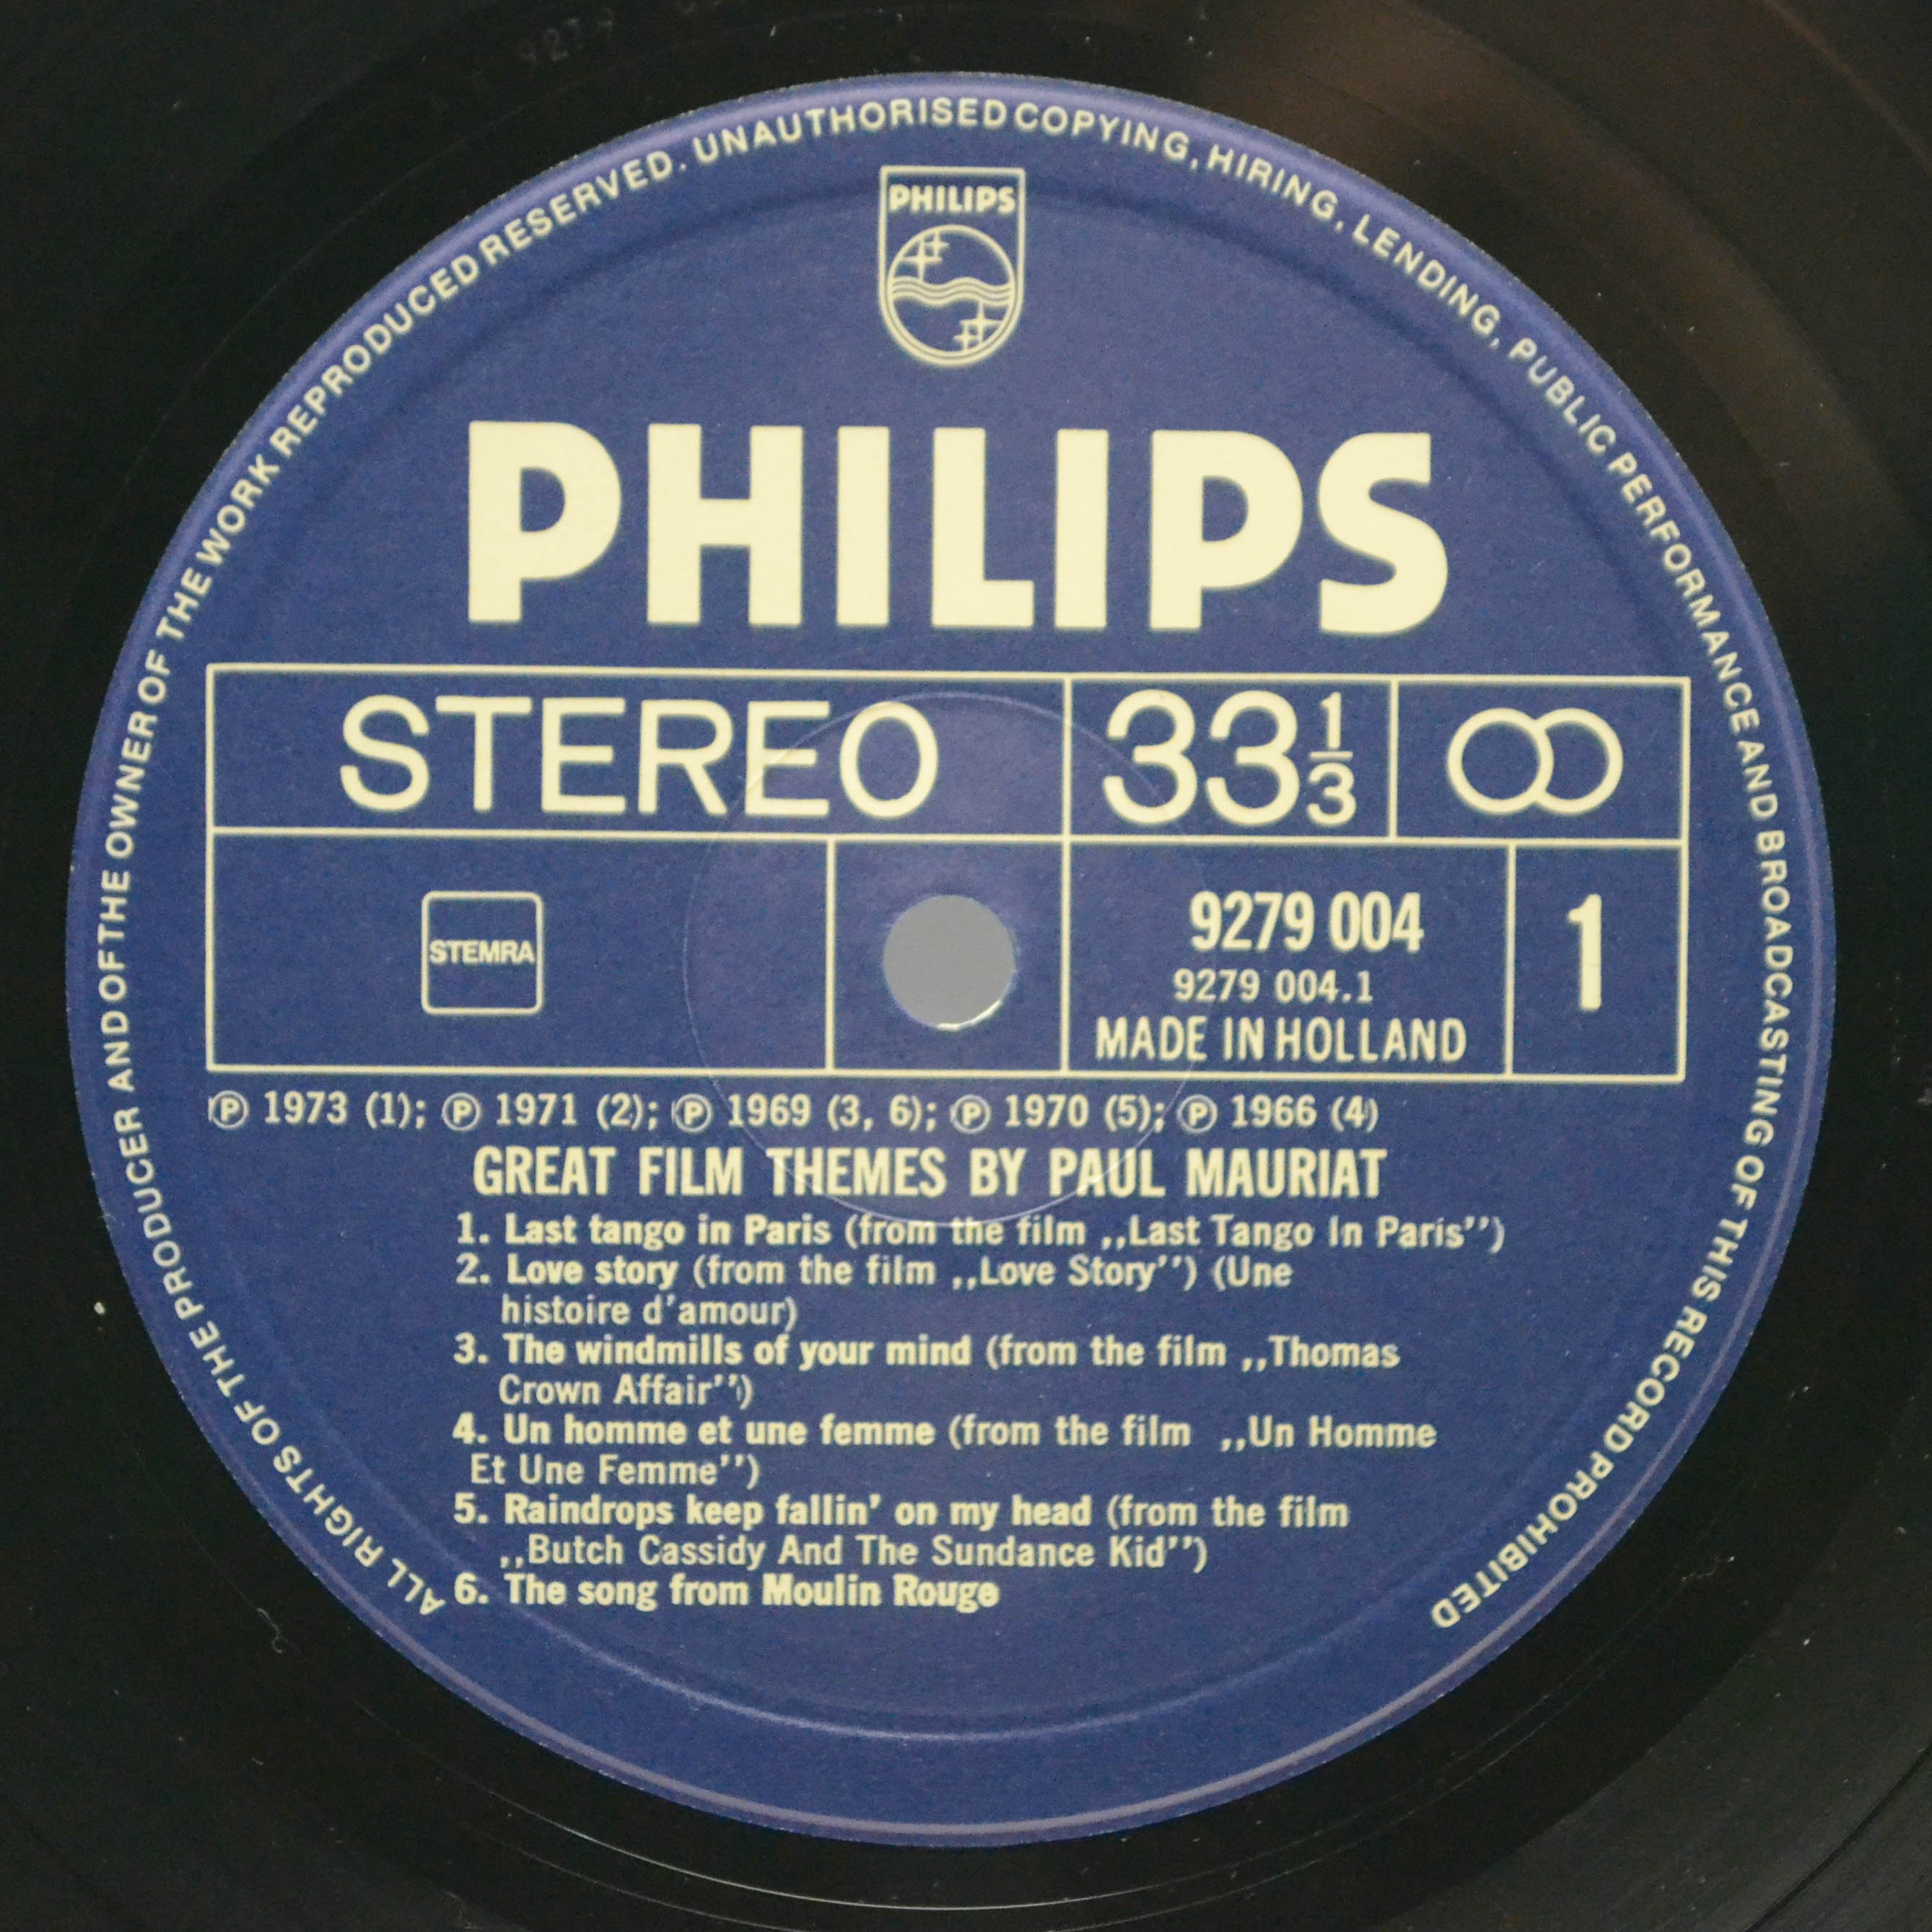 ALL RIGHTS OF THE PRODUCER AND OF THE OWNER OF THE WORK REPRODUCED RESERVED. UNAUTHORISED COPYING, HIRING, LENDING, PUBLIC PERFORMANCE AND BROADCASTING OF THIS RECORD PROHIBITED
PHILIPS
PHILIPS
STEREO 33 1/3
STEMRA
9279 004 1
9279 004.1
MADE IN HOLLAND
Ⓟ 1973 (1); Ⓟ 1971 (2); Ⓟ 1969 (3, 6); Ⓟ 1970 (5); Ⓟ 1966 (4)
GREAT FILM THEMES BY PAUL MAURIAT
1. Last tango in Paris (from the film ,,Last Tango In Paris'')
2. Love story (from the film ,,Love Story'') (Une
histoire d'amour)
3. The windmills of your mind (from the film ,,Thomas
Crown Affair'')
4. Un homme et une femme (from the film ,,Un Homme
Et Une Femme'')
5. Raindrops keep fallin' on my head (from the film
,,Butch Cassidy And The Sundance Kid'')
6. The song from Moulin Rouge